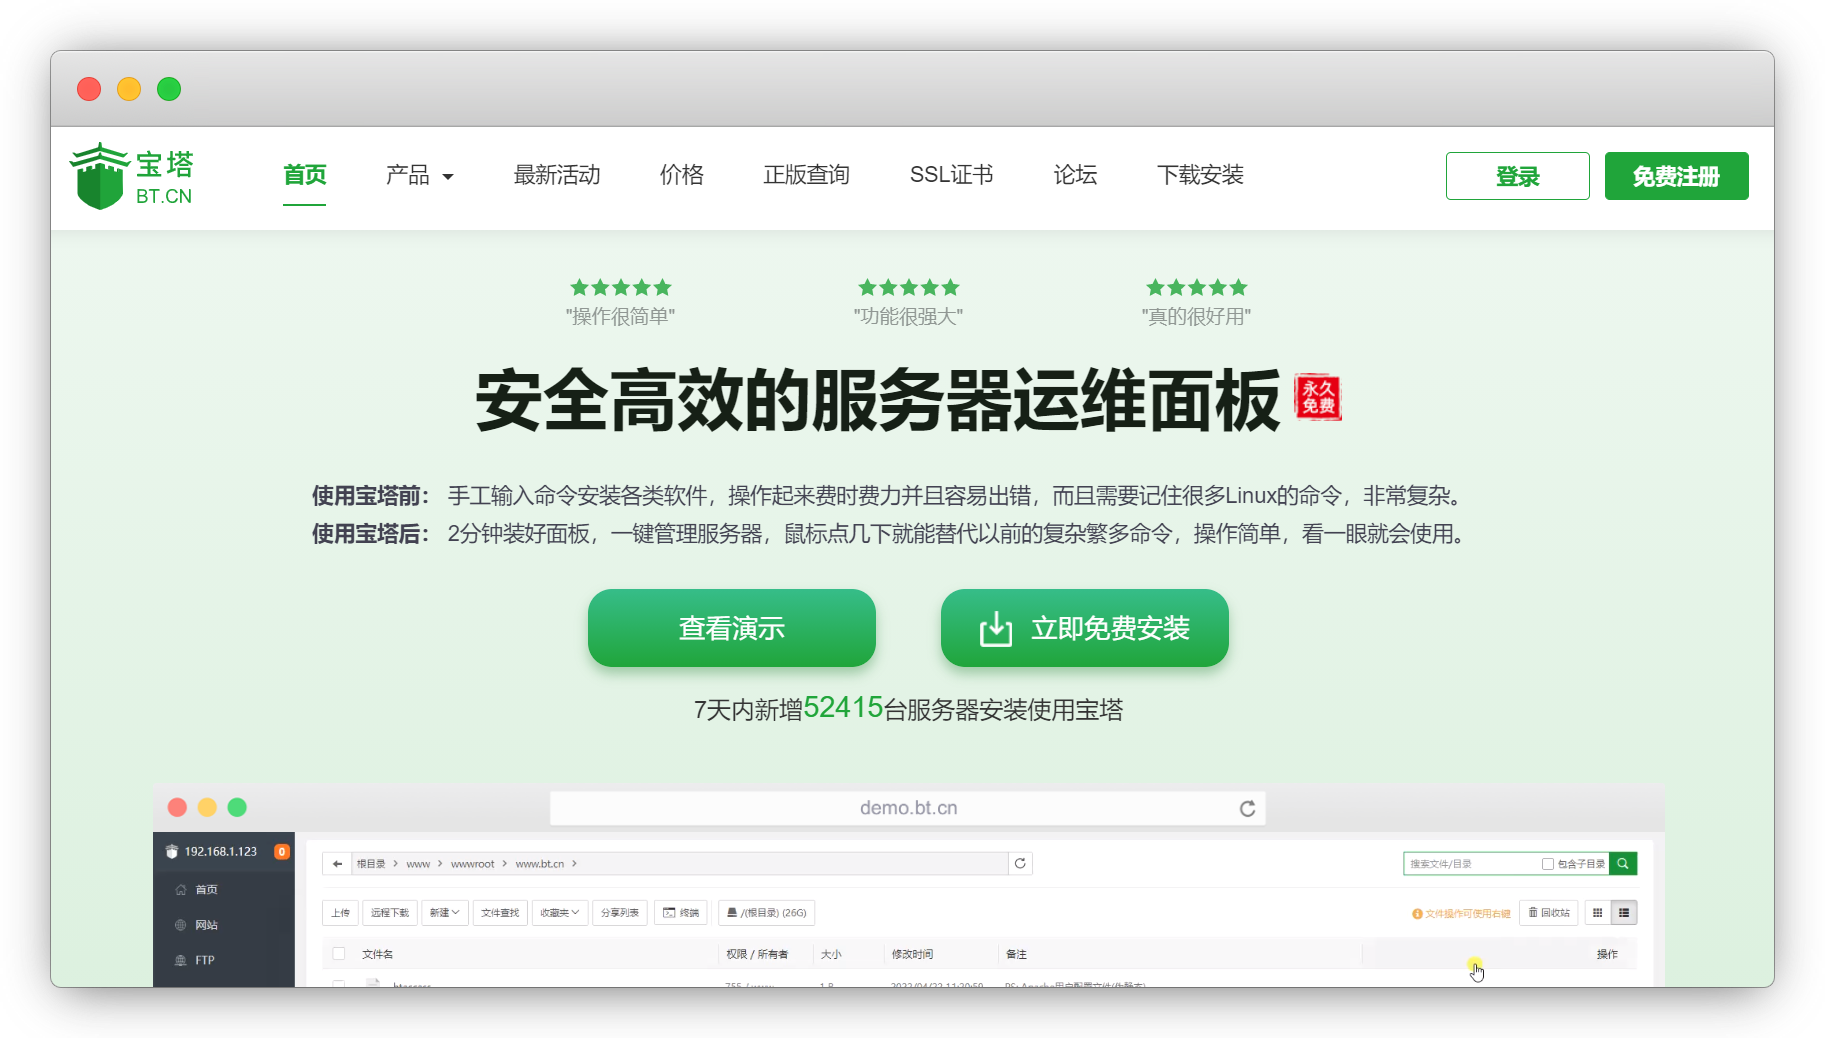 宝塔
BT.CN
首页 产品 最新活动 价格 正版查询 SSL证书 论坛 下载安装 登录 免费注册
"操作很简单" "功能很强大" "真的很好用"
安全高效的服务器运维面板
永久
免费
使用宝塔前： 手工输入命令安装各类软件，操作起来费时费力并且容易出错，而且需要记住很多Linux的命令，非常复杂。
使用宝塔后： 2分钟装好面板，一键管理服务器，鼠标点几下就能替代以前的复杂繁多命令，操作简单，看一眼就会使用。
查看演示 立即免费安装
7天内新增52415台服务器安装使用宝塔
demo.bt.cn
192.168.1.123 0
根目录 www wwwroot www.bt.cn
搜索文件/目录 包含子目录
首页
上传 远程下载 新建 文件查找 收藏夹 分享列表 终端 /(根目录) (26G)
文件操作可使用右键 回收站
网站
文件名 权限 / 所有者 大小 修改时间 备注 操作
FTP